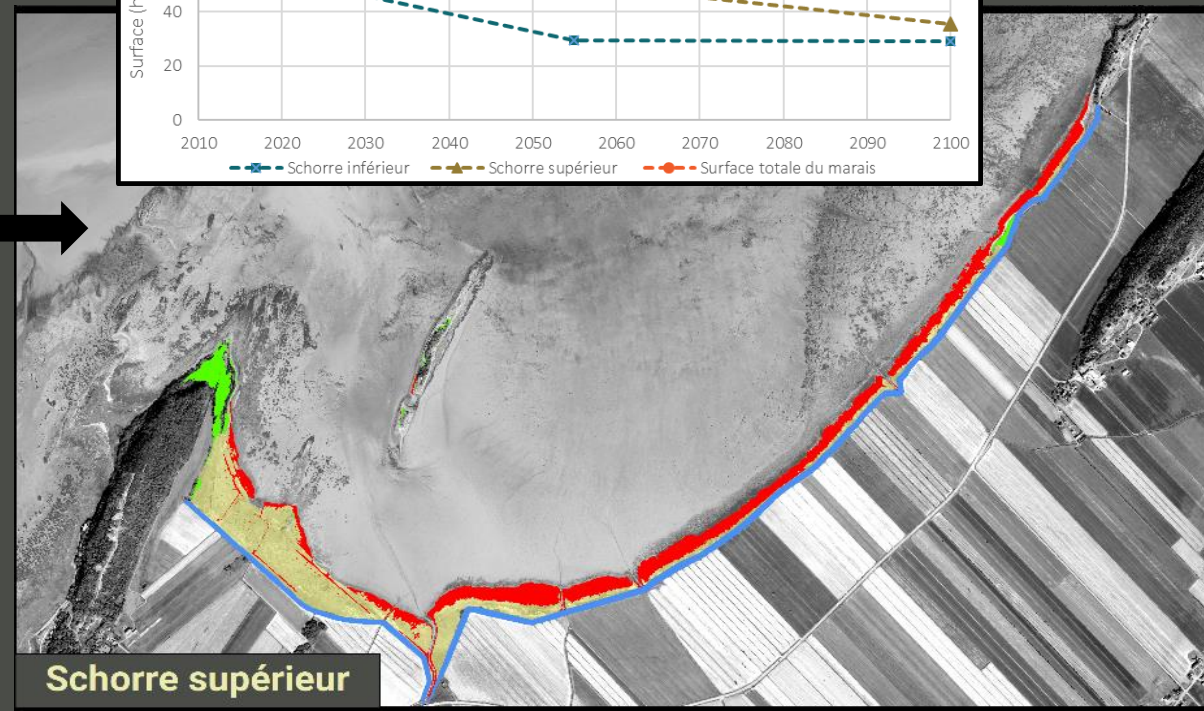 Surface (h
40
20
0
2010 2020 2030 2040 2050 2060 2070 2080 2090 2100
Schorre inférieur Schorre supérieur Surface totale du marais
Schorre supérieur